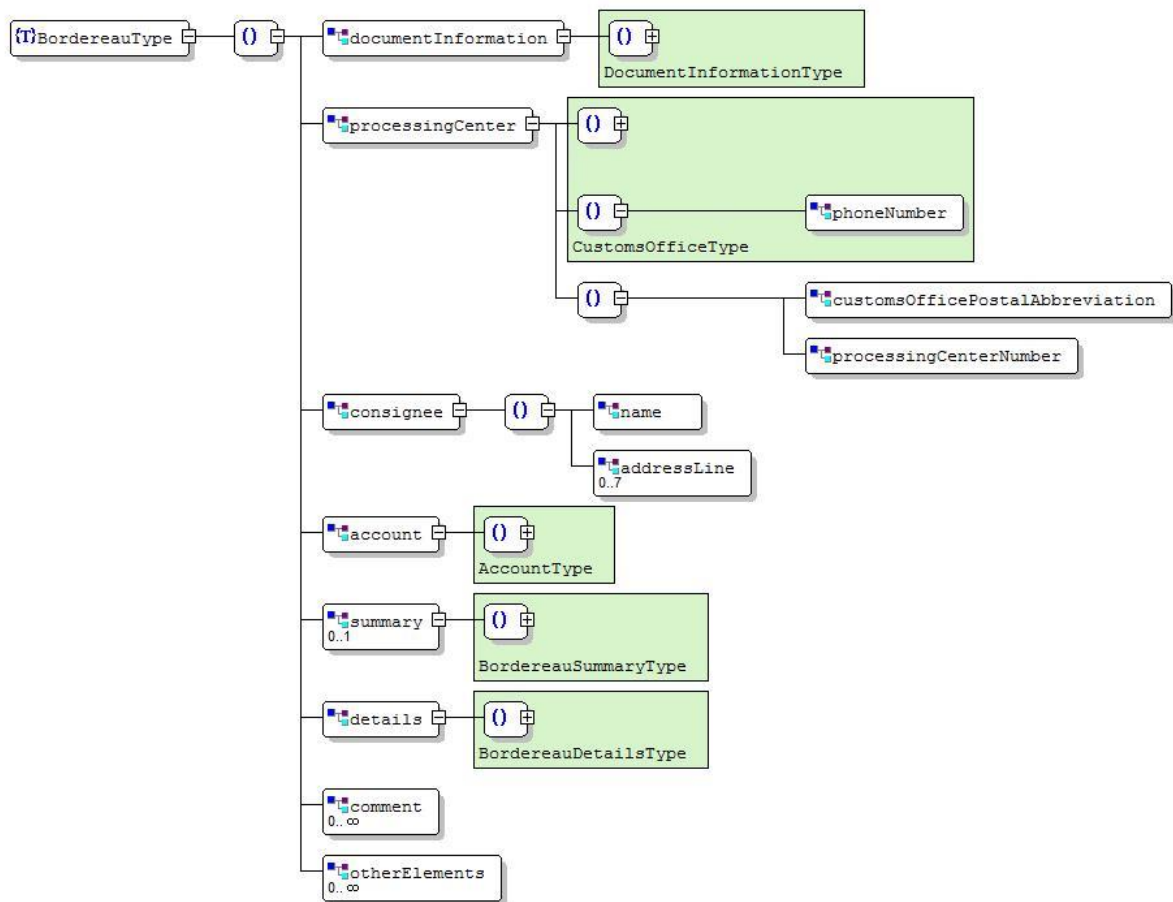 {T}BordereauType
()
documentInformation
()
DocumentInformationType
processingCenter
()
()
phoneNumber
CustomsOfficeType
()
customsOfficePostalAbbreviation
processingCenterNumber
consignee
()
name
addressLine
0..7
account
()
AccountType
summary
0..1
()
BordereauSummaryType
details
()
BordereauDetailsType
comment
0..∞
otherElements
0..∞